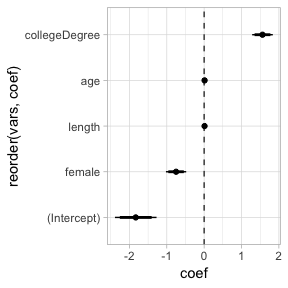 collegeDegree
age
length
female
(Intercept)
reorder(vars, coef)
-2 -1 0 1 2
coef